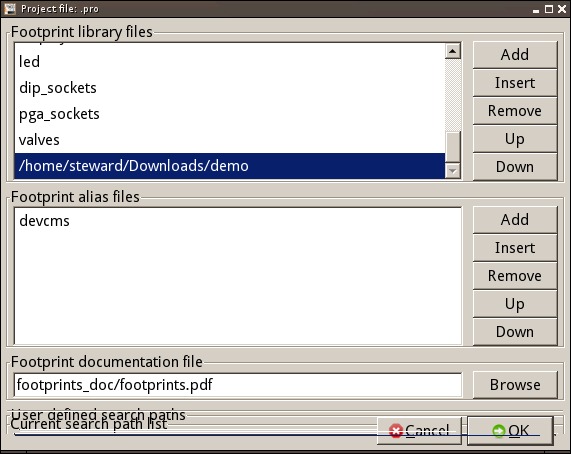 Project file: .pro
Footprint library files
led
dip_sockets
pga_sockets
valves
/home/steward/Downloads/demo
Add
Insert
Remove
Up
Down
Footprint alias files
devcms
Add
Insert
Remove
Up
Down
Footprint documentation file
footprints_doc/footprints.pdf
Browse
User defined search paths
Current search path list
Cancel
OK